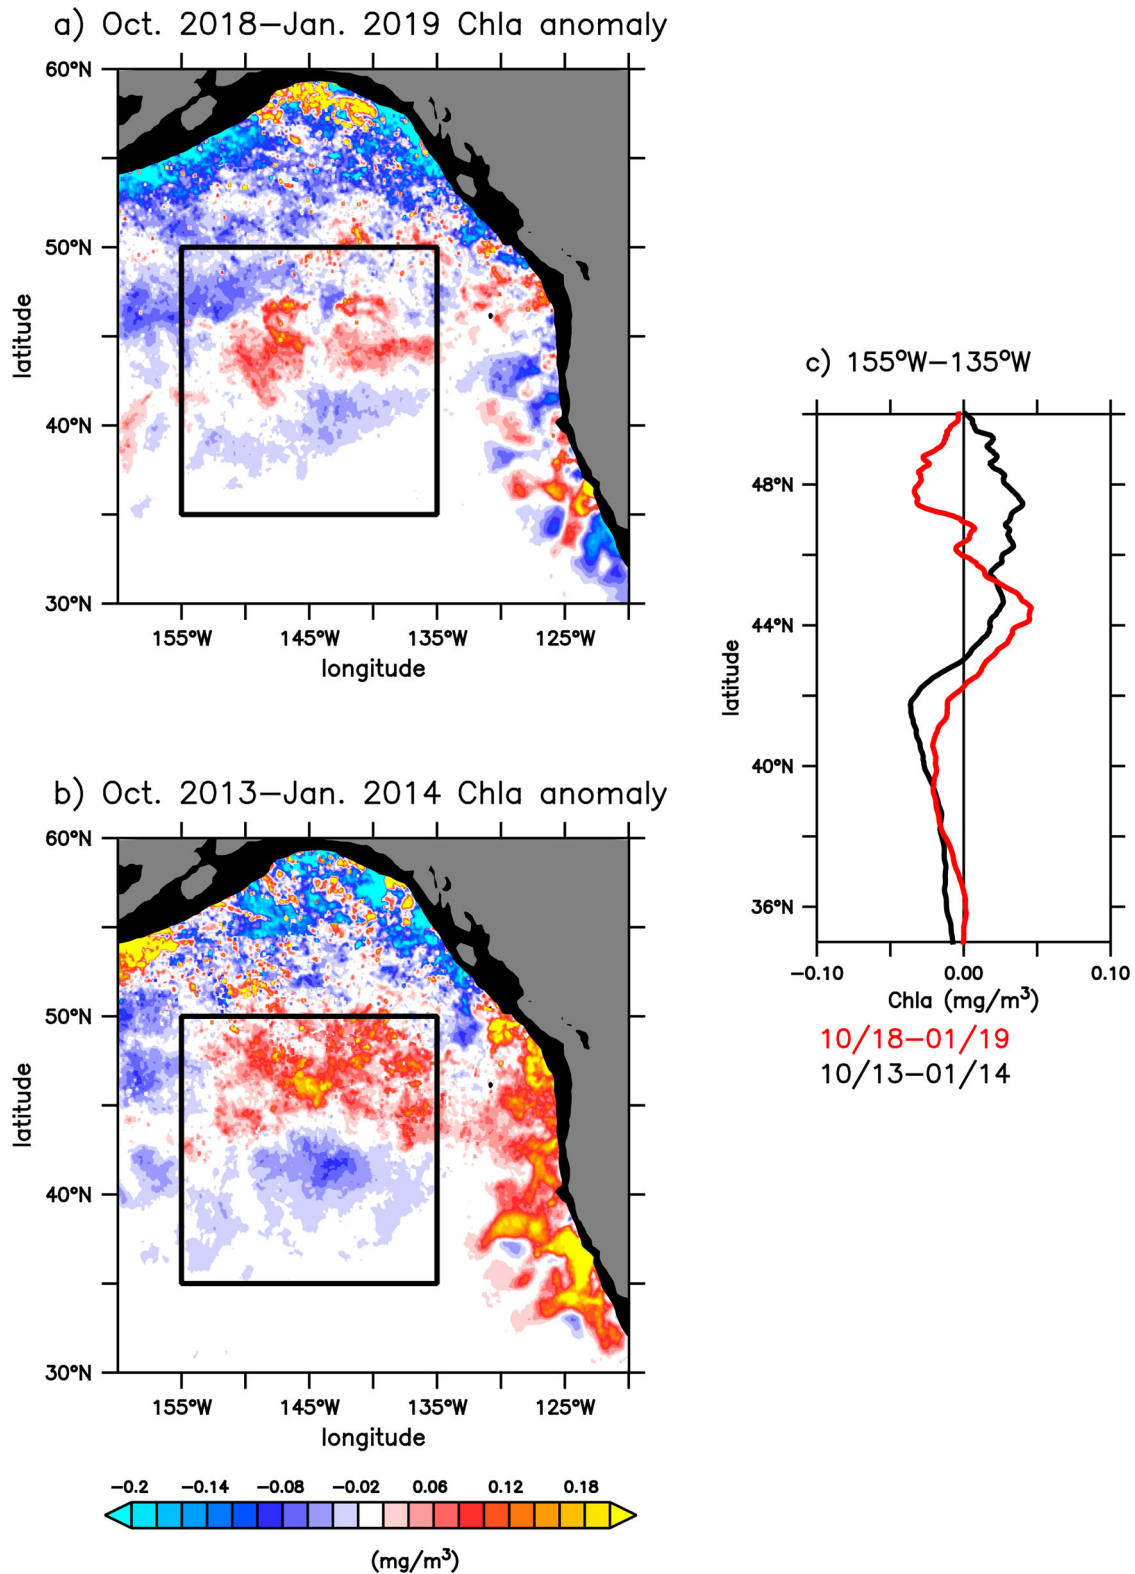 a) Oct. 2018–Jan. 2019 Chla anomaly
60°N
50°N
40°N
30°N
latitude
155°W 145°W 135°W 125°W
longitude
b) Oct. 2013–Jan. 2014 Chla anomaly
60°N
50°N
40°N
30°N
latitude
155°W 145°W 135°W 125°W
longitude
−0.2 −0.14 −0.08 −0.02 0.06 0.12 0.18
(mg/m³)
c) 155°W–135°W
48°N
44°N
40°N
36°N
latitude
−0.10 0.00 0.10
Chla (mg/m³)
10/18–01/19
10/13–01/14